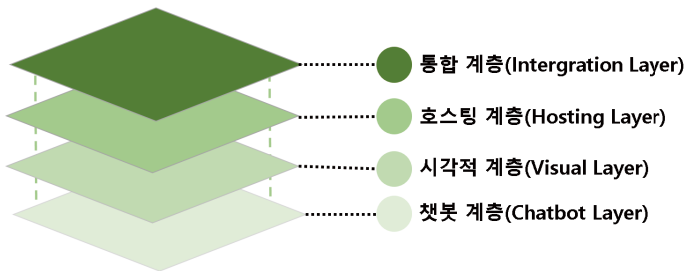 통합 계층(Intergration Layer)
호스팅 계층(Hosting Layer)
시각적 계층(Visual Layer)
챗봇 계층(Chatbot Layer)